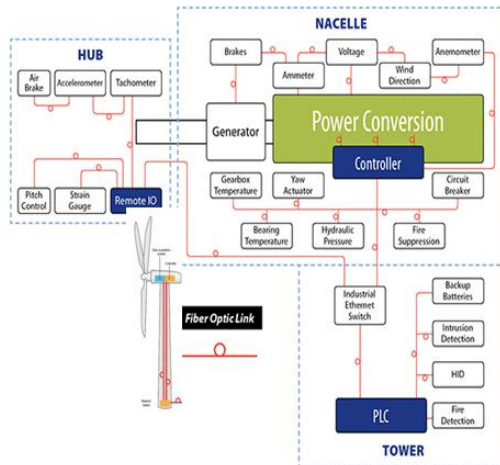 NACELLE
HUB
Brakes
Voltage
Anemometer
Air
Brake
Accelerometer
Tachometer
Ammeter
Wind
Direction
Generator
Power Conversion
Controller
Gearbox
Temperature
Yaw
Actuator
Circuit
Breaker
Pitch
Control
Strain
Gauge
Remote IO
Bearing
Temperature
Hydraulic
Pressure
Fire
Suppression
Industrial
Ethernet
Switch
Backup
Batteries
Fiber Optic Link
Intrusion
Detection
HID
PLC
Fire
Detection
TOWER